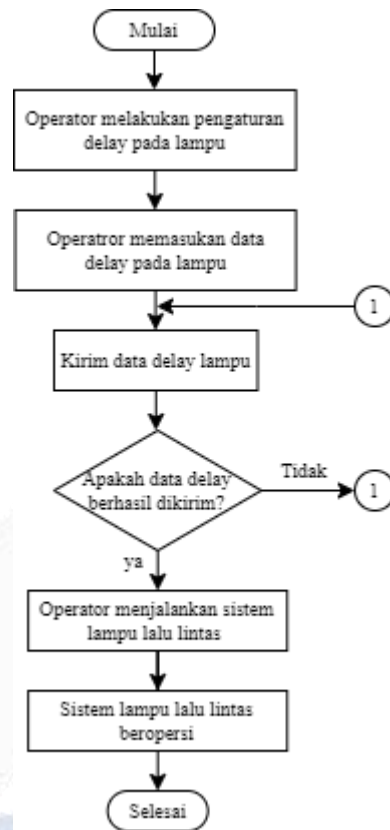 Mulai
Operator melakukan pengaturan
delay pada lampu
Operatror memasukan data
delay pada lampu
1
Kirim data delay lampu
Apakah data delay
berhasil dikirim?
Tidak
1
ya
Operator menjalankan sistem
lampu lalu lintas
Sistem lampu lalu lintas
beropersi
Selesai